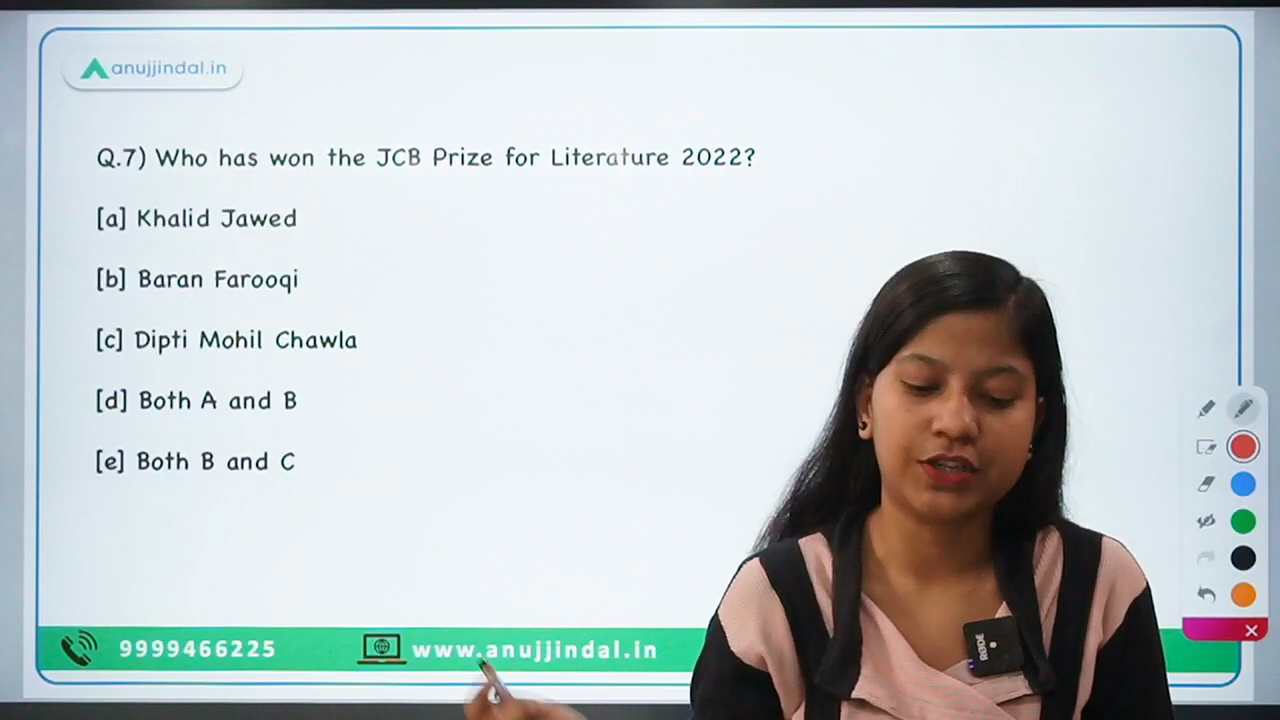 anujjindal.in
Q.7) Who has won the JCB Prize for Literature 2022?
[a] Khalid Jawed
[b] Baran Farooqi
[c] Dipti Mohil Chawla
[d] Both A and B
[e] Both B and C
9999466225
www.anujjindal.in
RODE